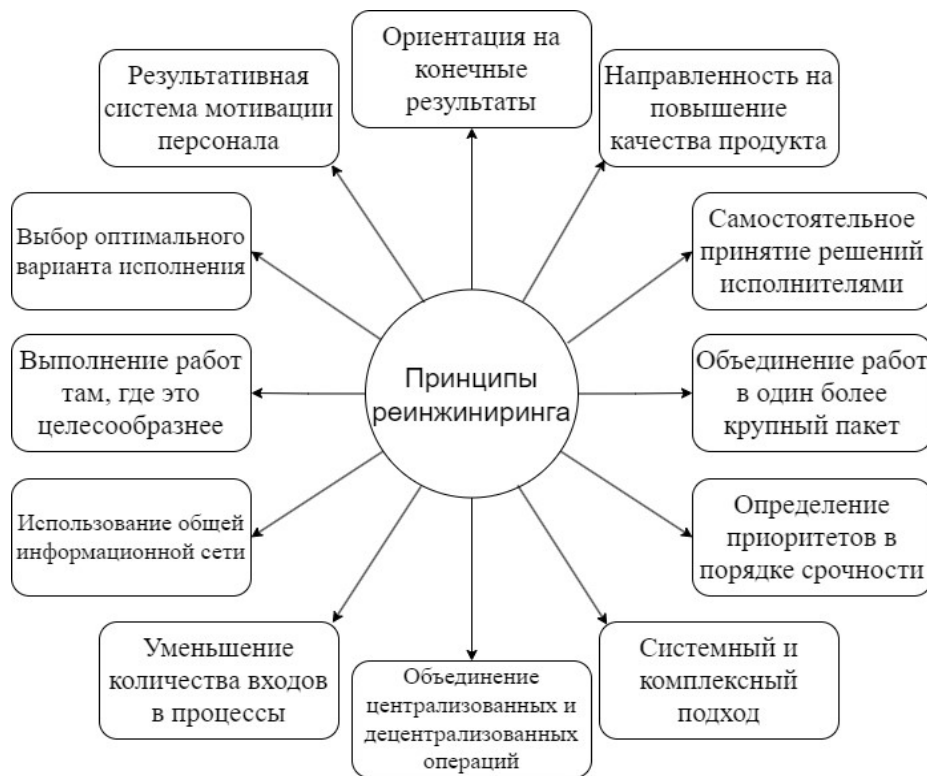 Ориентация на
конечные
результаты
Направленность на
повышение
качества продукта
Самостоятельное
принятие решений
исполнителями
Объединение работ
в один более
крупный пакет
Определение
приоритетов в
порядке срочности
Системный и
комплексный
подход
Объединение
централизованных и
децентрализованных
операций
Уменьшение
количества входов
в процессы
Использование общей
информационной сети
Выполнение работ
там, где это
целесообразнее
Выбор оптимального
варианта исполнения
Результативная
система мотивации
персонала
Принципы
реинжиниринга